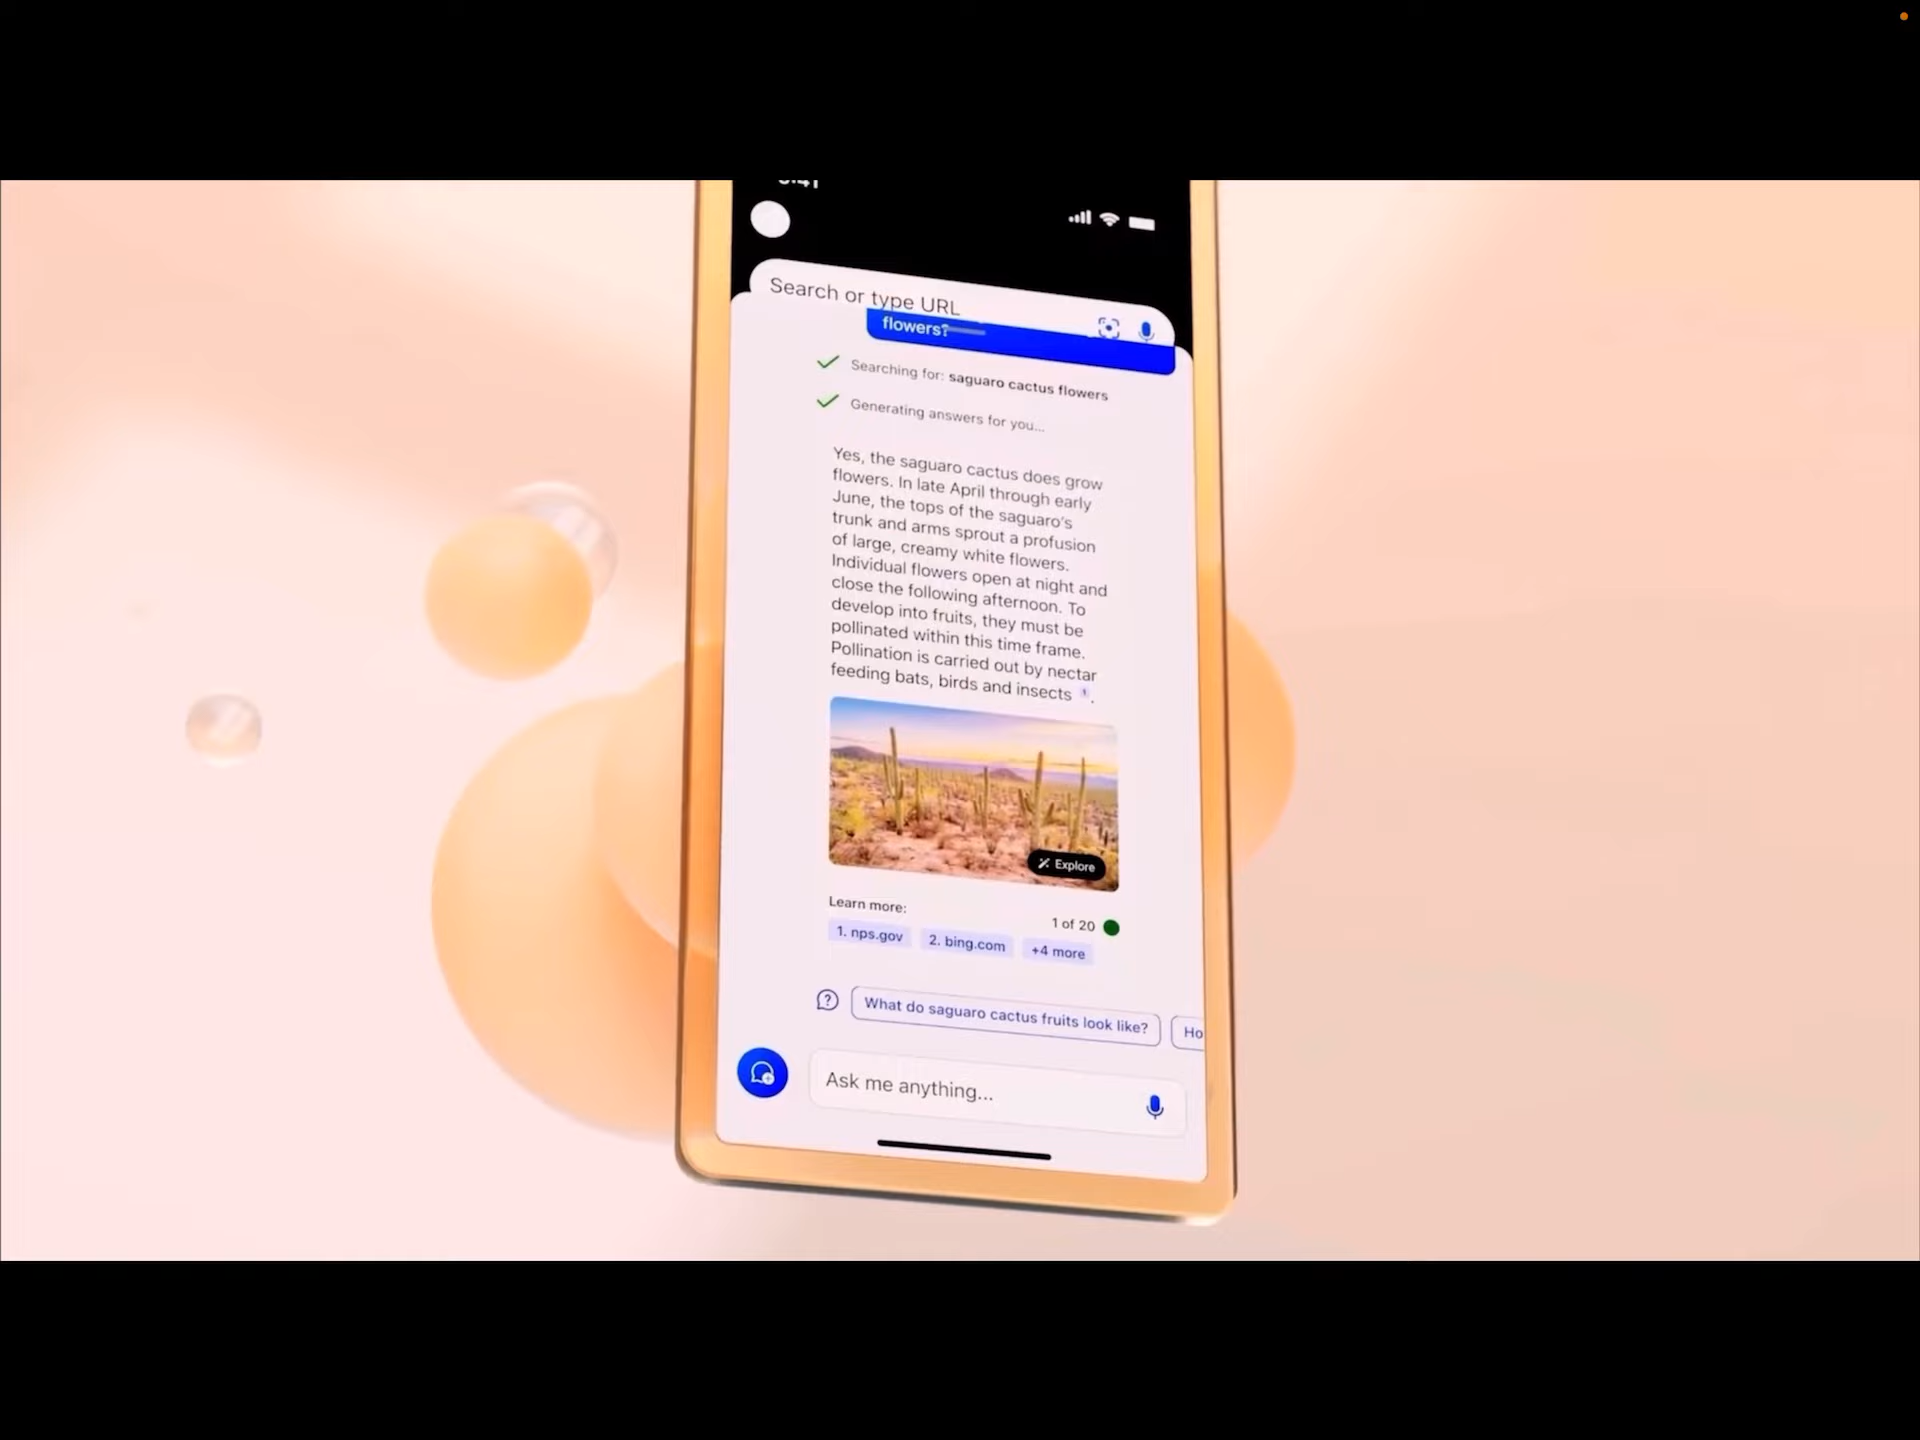 Search or type URL
flowers?
Searching for: saguaro cactus flowers
Generating answers for you...
Yes, the saguaro cactus does grow
flowers. In late April through early
June, the tops of the saguaro's
trunk and arms sprout a profusion
of large, creamy white flowers.
Individual flowers open at night and
close the following afternoon. To
develop into fruits, they must be
pollinated within this time frame.
Pollination is carried out by nectar
feeding bats, birds and insects 1.
Explore
Learn more:
1 of 20
1. nps.gov 2. bing.com +4 more
What do saguaro cactus fruits look like? Ho
Ask me anything...